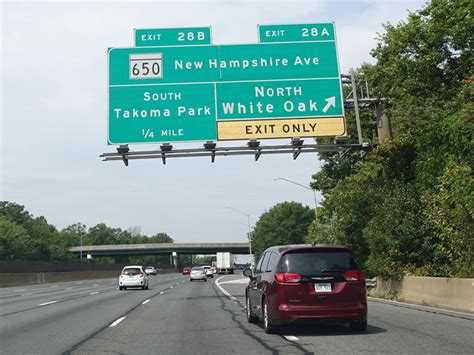 EXIT 28B
EXIT 28A
650 New Hampshire Ave
SOUTH
Takoma Park
1/4 MILE
NORTH
White Oak
EXIT ONLY